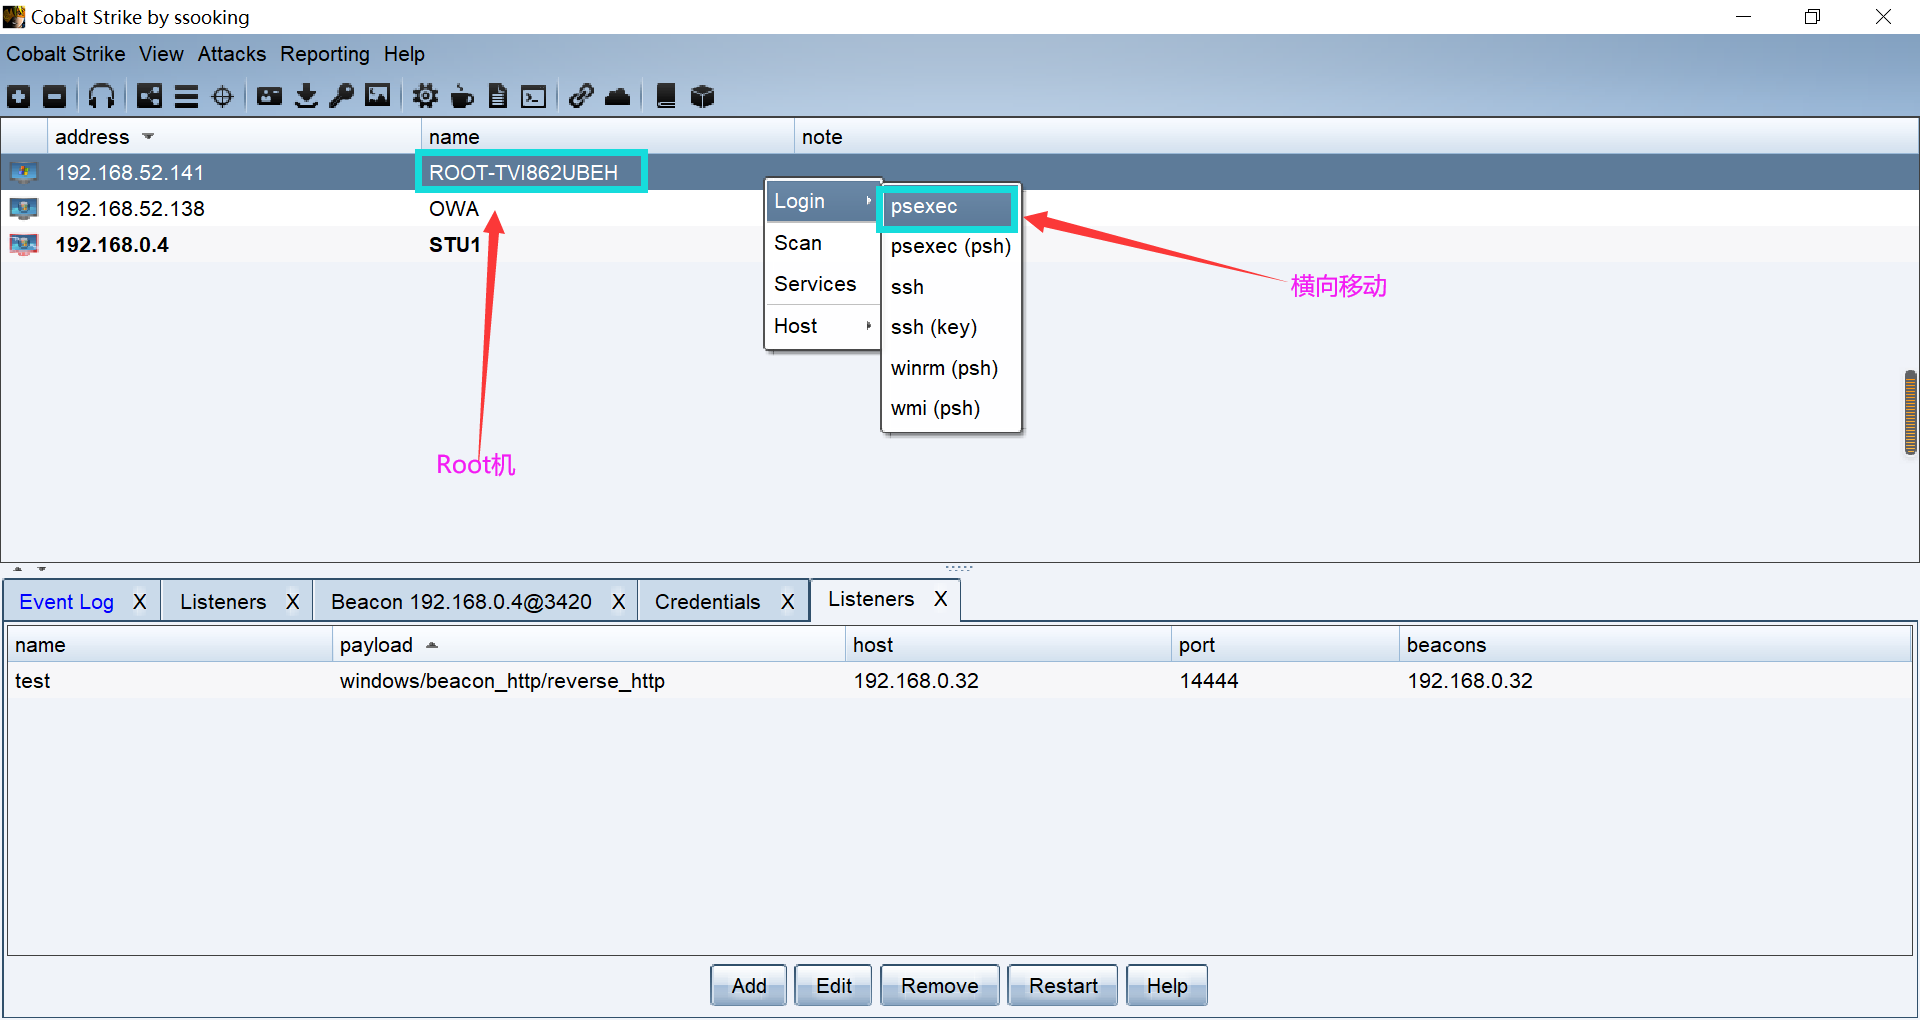 Cobalt Strike by ssooking
Cobalt Strike View Attacks Reporting Help
address name note
192.168.52.141 ROOT-TVI862UBEH
192.168.52.138 OWA
192.168.0.4 STU1
Login
Scan
Services
Host
psexec
psexec (psh)
ssh
ssh (key)
winrm (psh)
wmi (psh)
横向移动
Root机
Event Log X Listeners X Beacon 192.168.0.4@3420 X Credentials X Listeners X
name payload host port beacons
test windows/beacon_http/reverse_http 192.168.0.32 14444 192.168.0.32
Add Edit Remove Restart Help